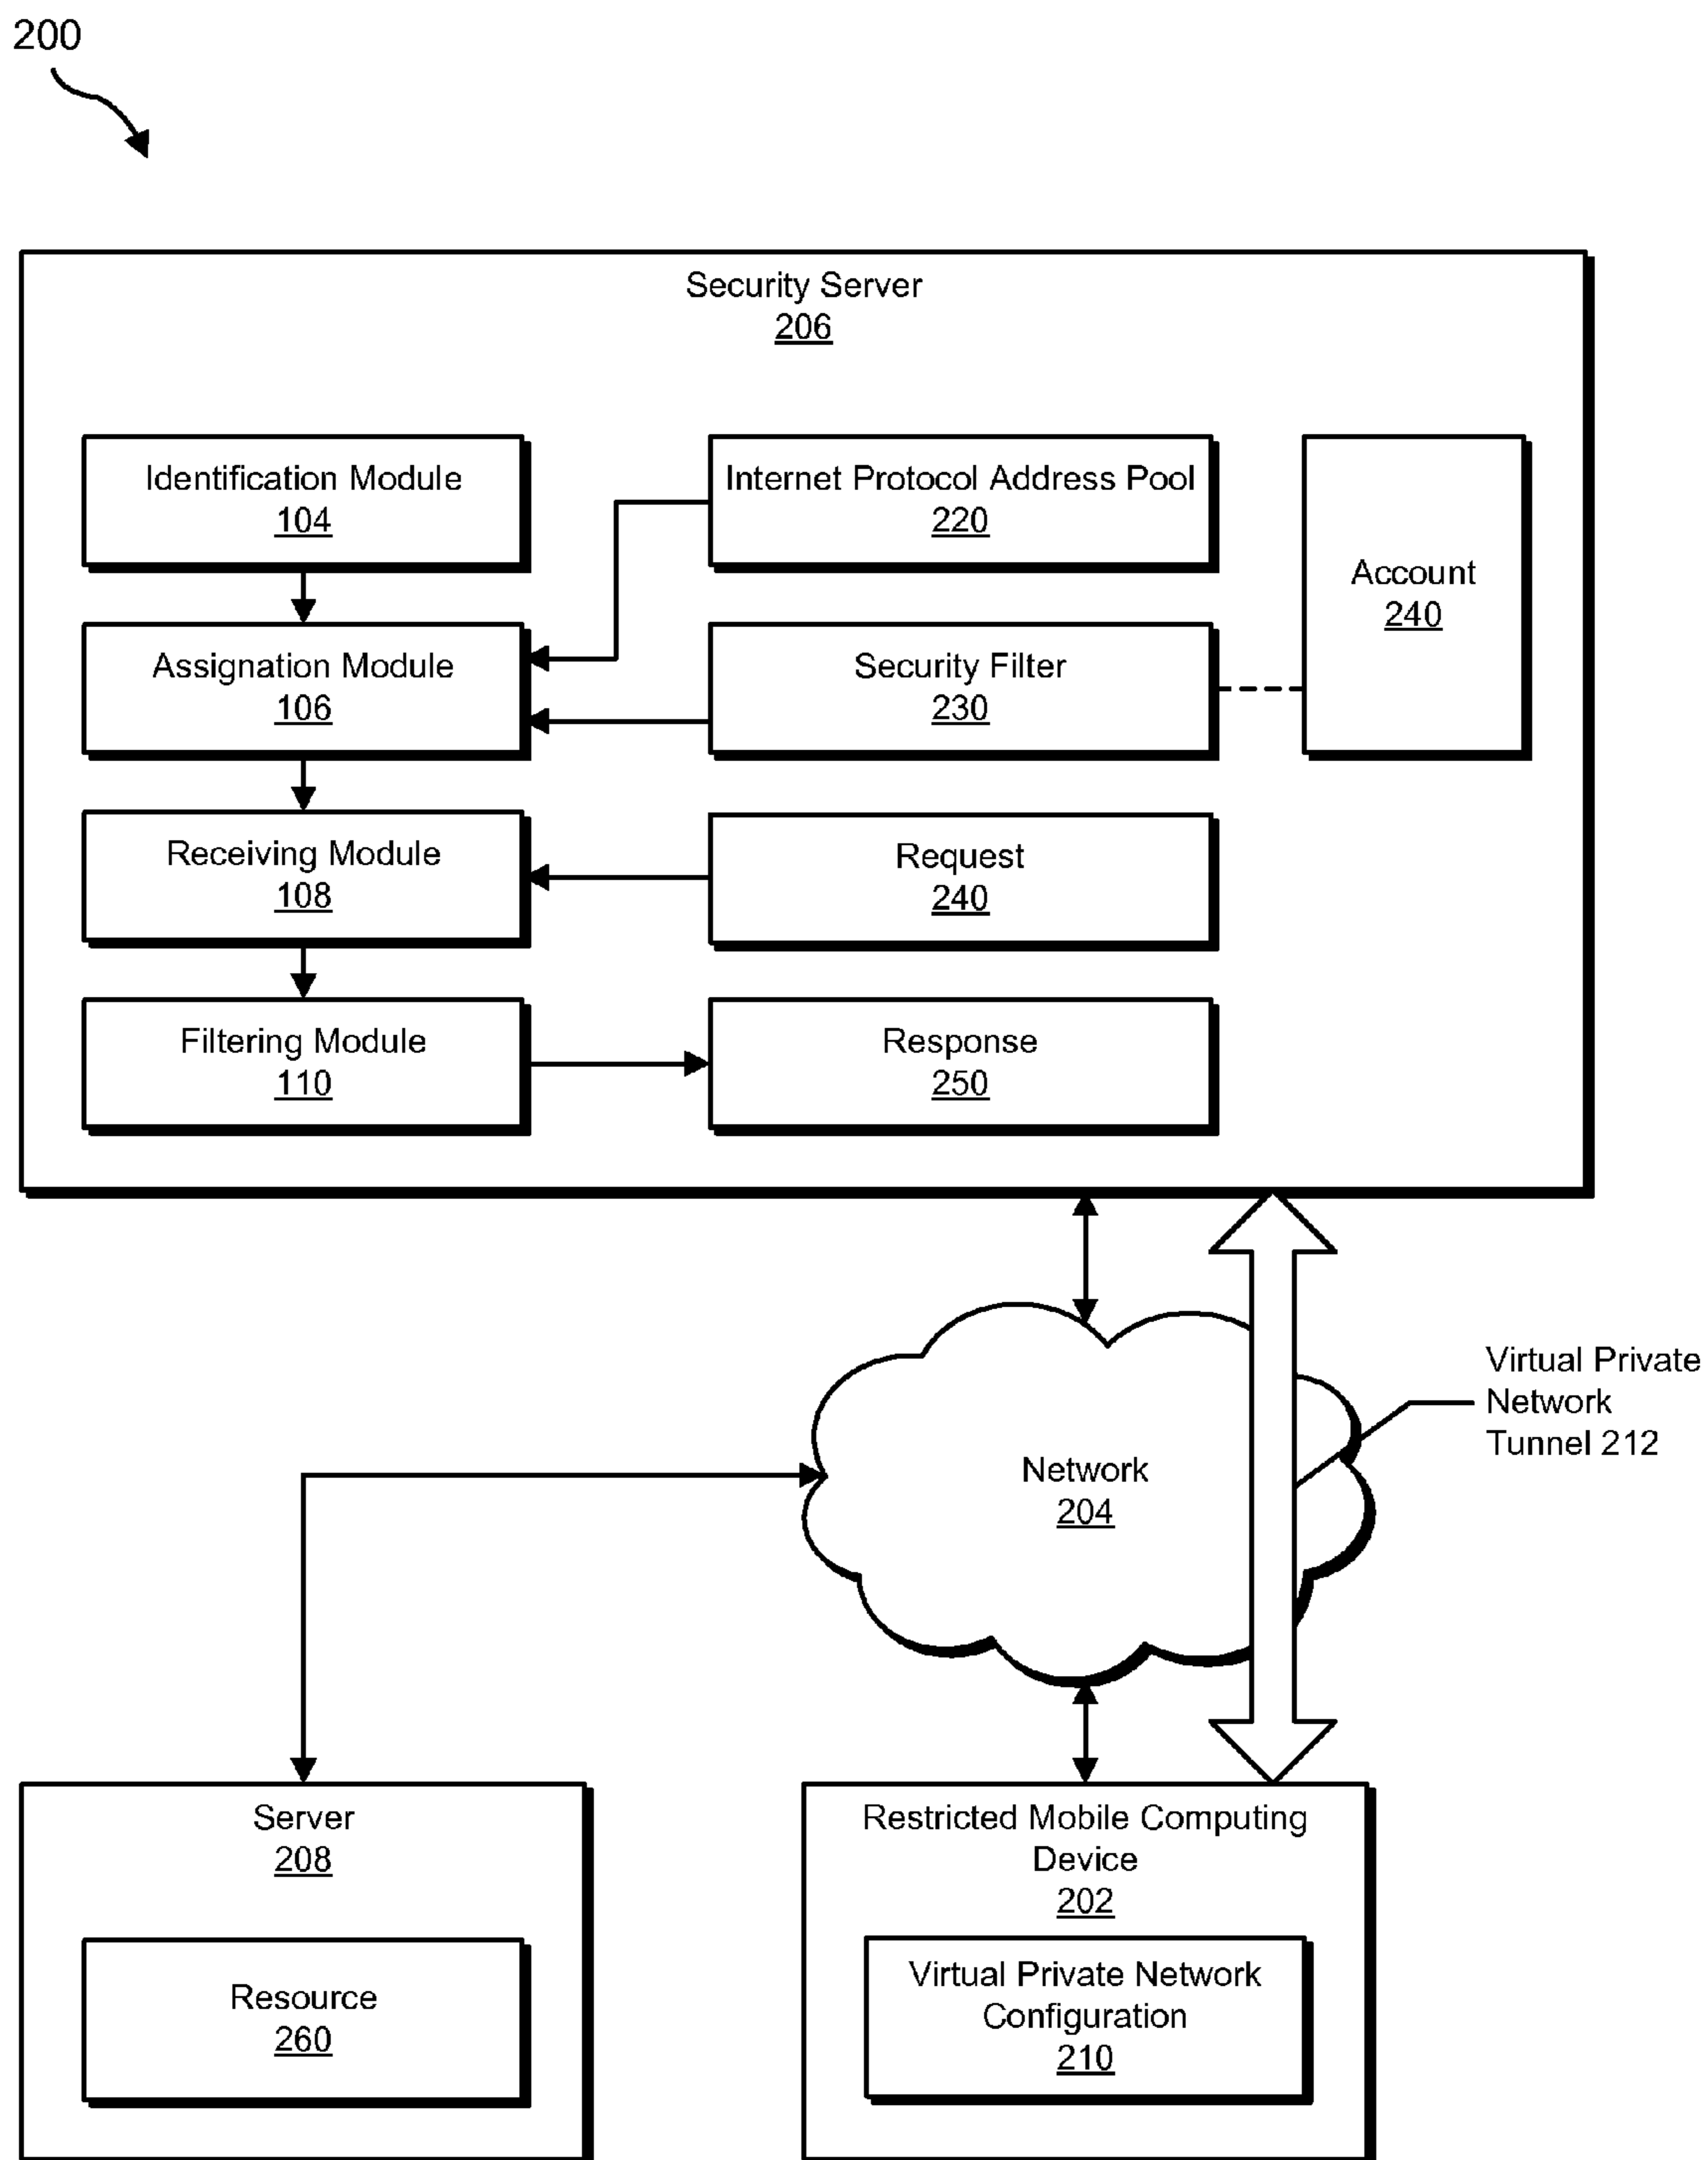 200
Security Server
206
Identification Module
104
Internet Protocol Address Pool
220
Account
240
Assignation Module
106
Security Filter
230
Receiving Module
108
Request
240
Filtering Module
110
Response
250
Virtual Private
Network
Tunnel 212
Network
204
Server
208
Resource
260
Restricted Mobile Computing
Device
202
Virtual Private Network
Configuration
210